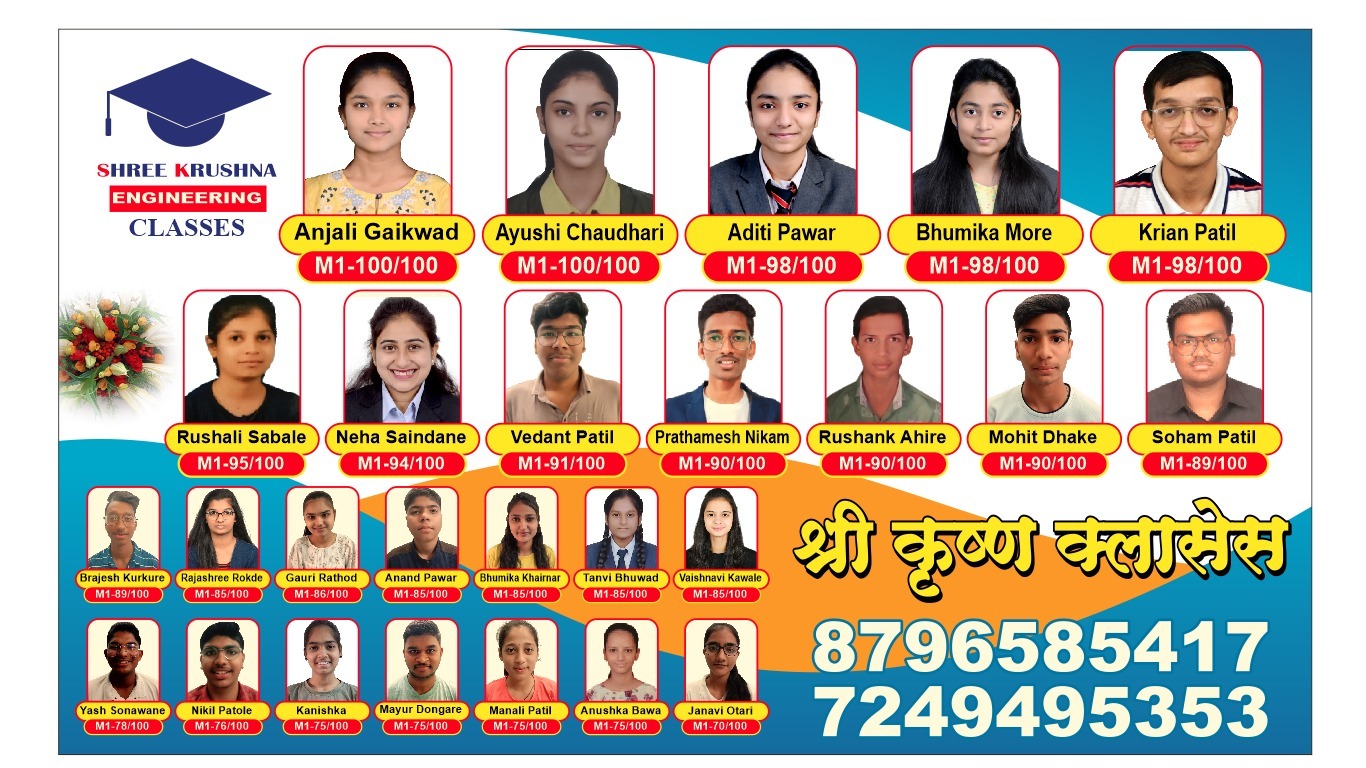 SHREE KRUSHNA
ENGINEERING
CLASSES
Anjali Gaikwad
M1-100/100
Ayushi Chaudhari
M1-100/100
Aditi Pawar
M1-98/100
Bhumika More
M1-98/100
Krian Patil
M1-98/100
Rushali Sabale
M1-95/100
Neha Saindane
M1-94/100
Vedant Patil
M1-91/100
Prathamesh Nikam
M1-90/100
Rushank Ahire
M1-90/100
Mohit Dhake
M1-90/100
Soham Patil
M1-89/100
Brajesh Kurkure
M1-89/100
Rajashree Rokde
M1-85/100
Gauri Rathod
M1-86/100
Anand Pawar
M1-85/100
Bhumika Khairnar
M1-85/100
Tanvi Bhuwad
M1-85/100
Vaishnavi Kawale
M1-85/100
Yash Sonawane
M1-78/100
Nikil Patole
M1-76/100
Kanishka
M1-75/100
Mayur Dongare
M1-75/100
Manali Patil
M1-75/100
Anushka Bawa
M1-75/100
Janavi Otari
M1-70/100
श्री कृष्ण क्लासेस
8796585417
7249495353